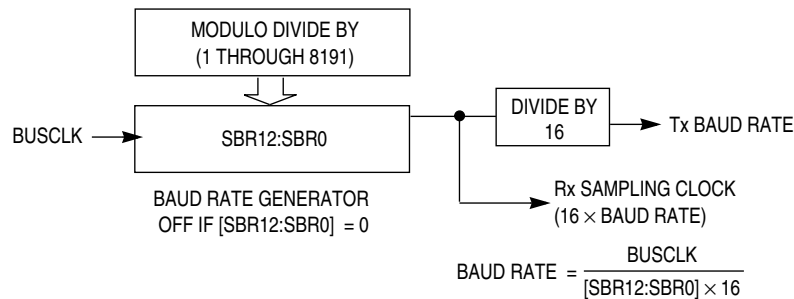 MODULO DIVIDE BY
(1 THROUGH 8191)
BUSCLK
SBR12:SBR0
DIVIDE BY
16
Tx BAUD RATE
BAUD RATE GENERATOR
OFF IF [SBR12:SBR0] = 0
Rx SAMPLING CLOCK
(16 × BAUD RATE)
BAUD RATE =
BUSCLK
[SBR12:SBR0] × 16